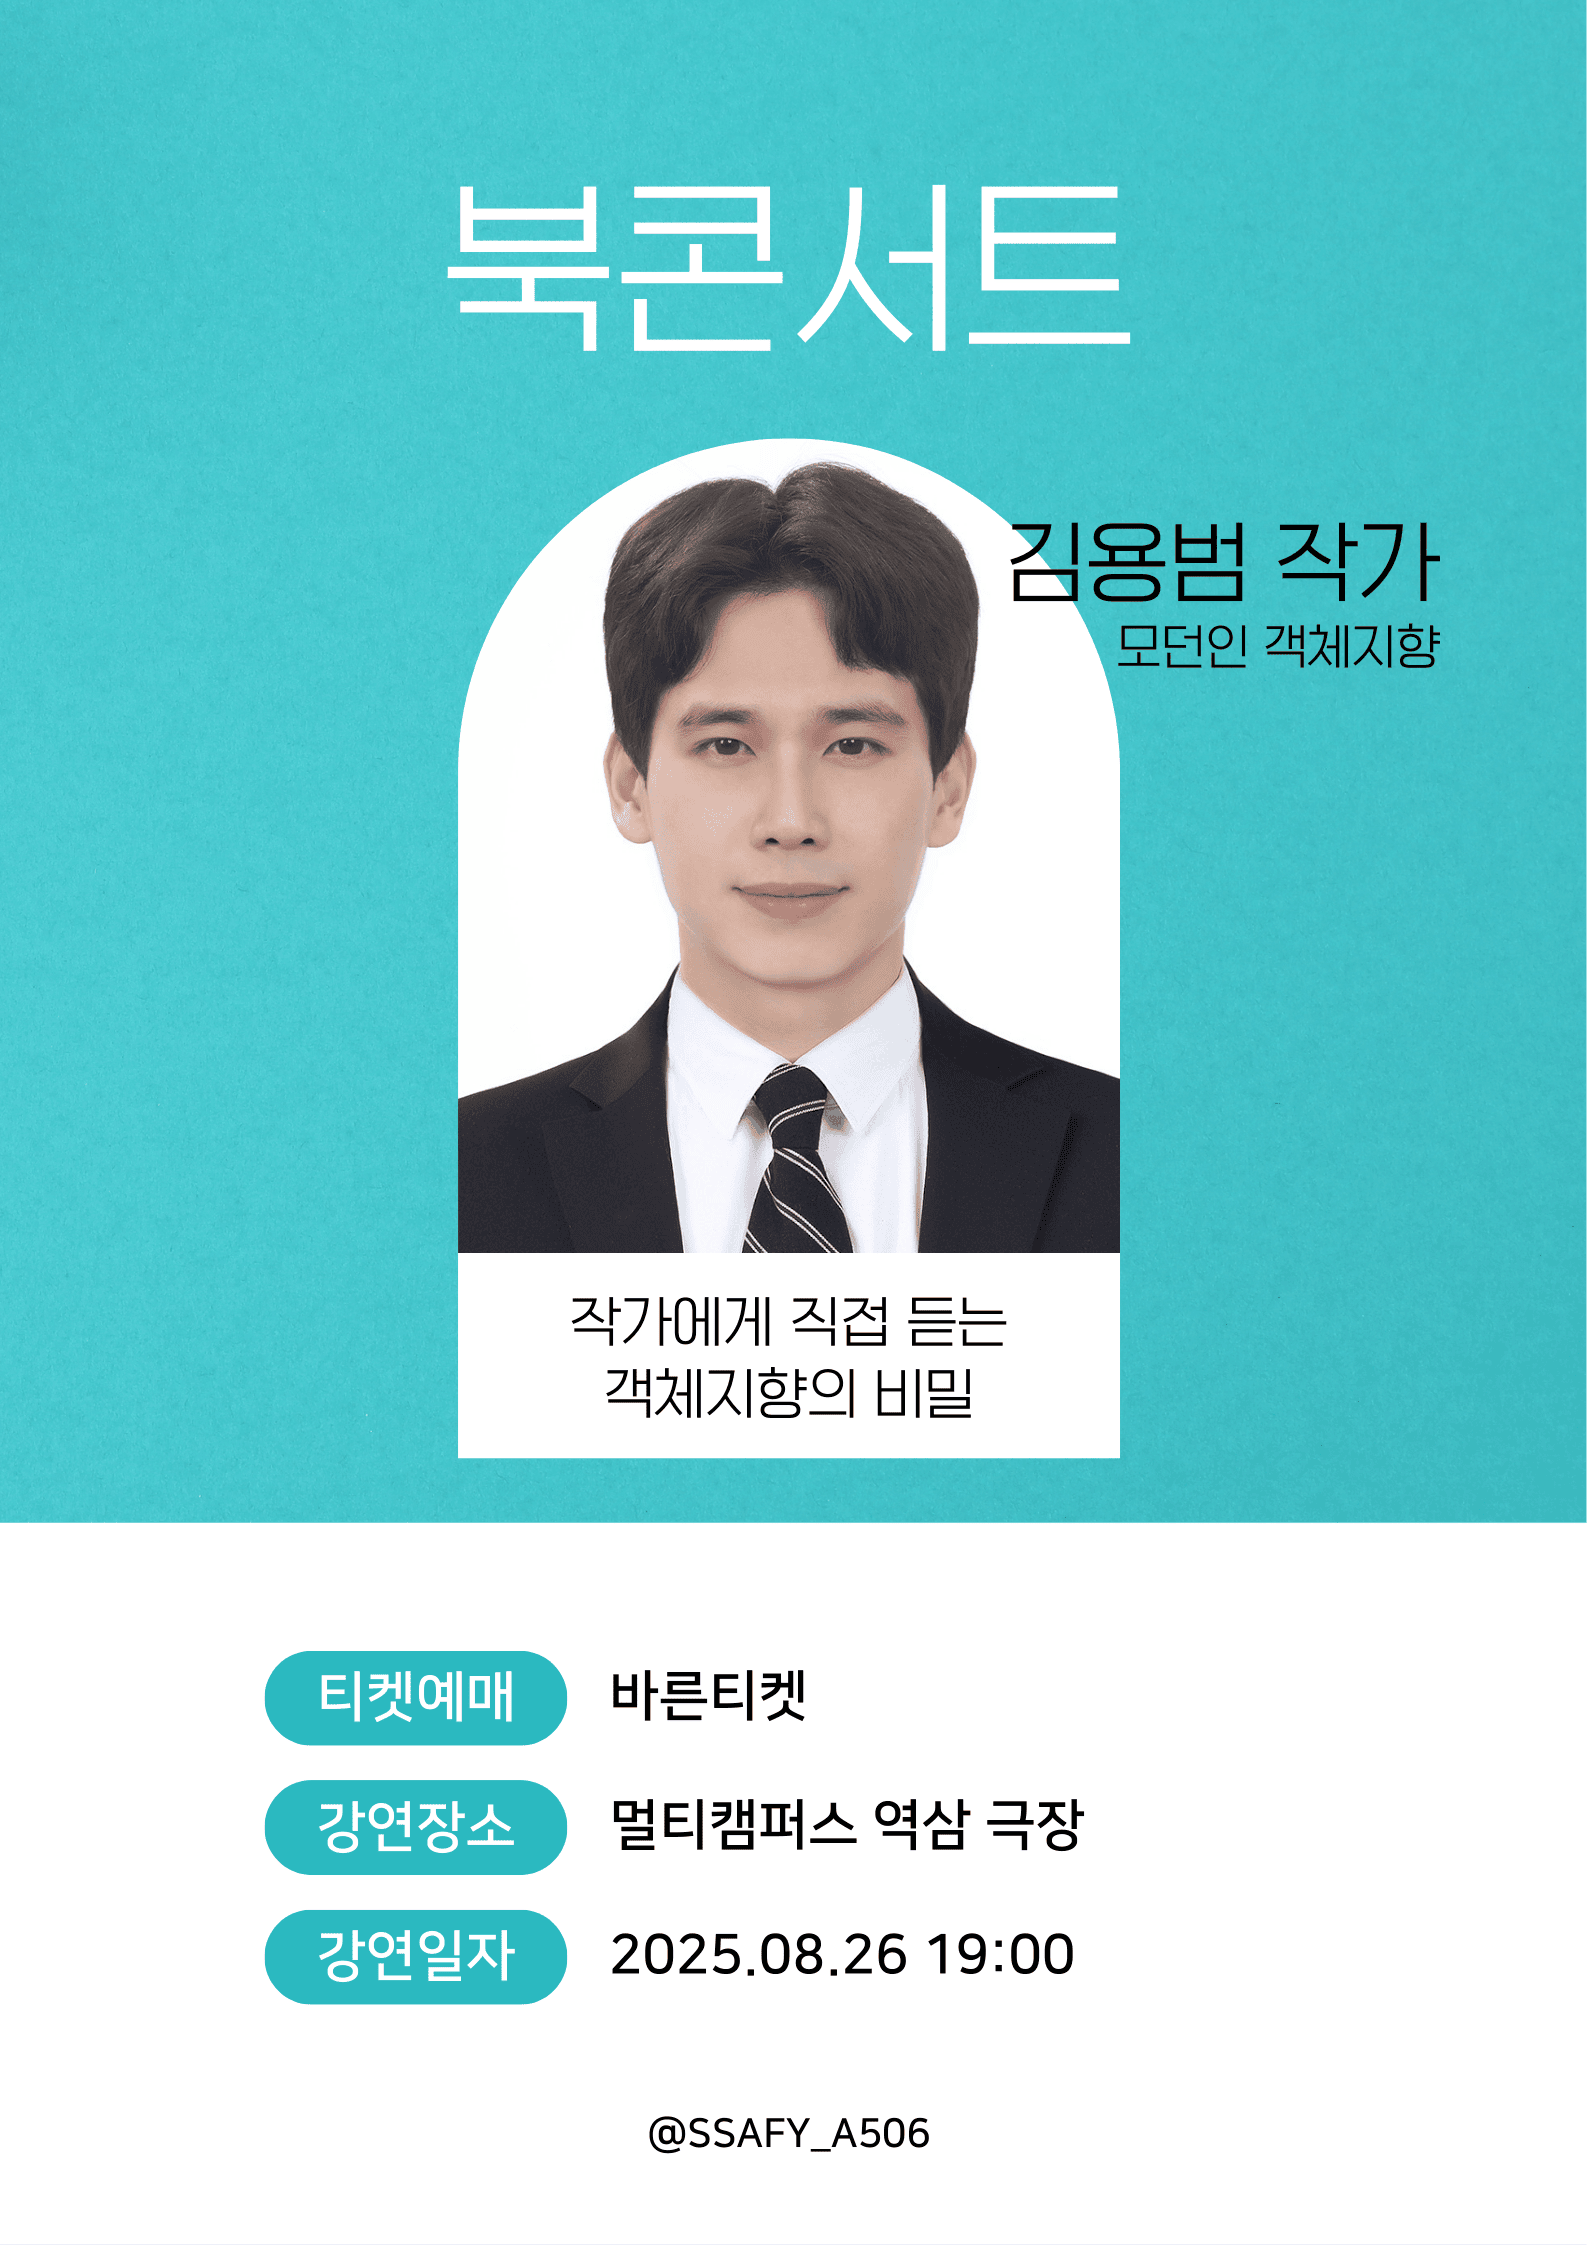 북콘서트
김용범 작가
모던인 객체지향
작가에게 직접 듣는
객체지향의 비밀
티켓예매 바른티켓
강연장소 멀티캠퍼스 역삼 극장
강연일자 2025.08.26 19:00
@SSAFY_A506